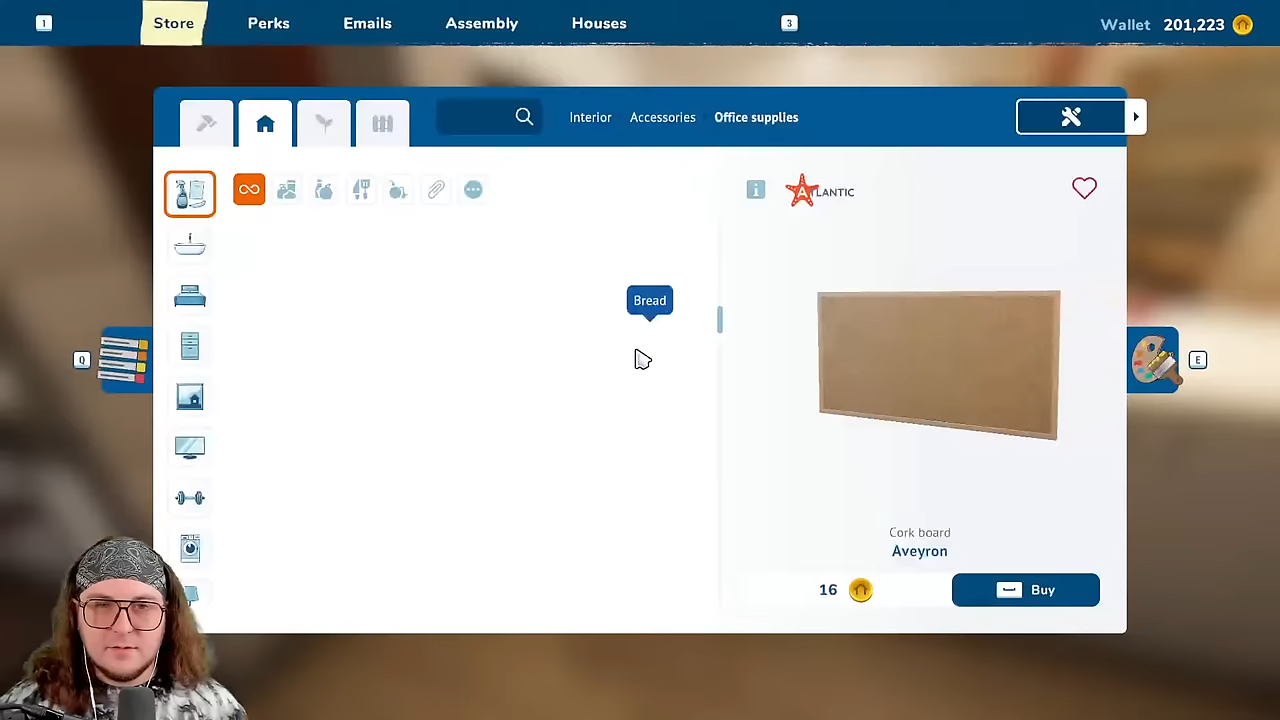 1
Store
Perks
Emails
Assembly
Houses
3
Wallet 201,223
Interior
Accessories
Office supplies
ATLANTIC
Bread
Q
E
Cork board
Aveyron
16
Buy